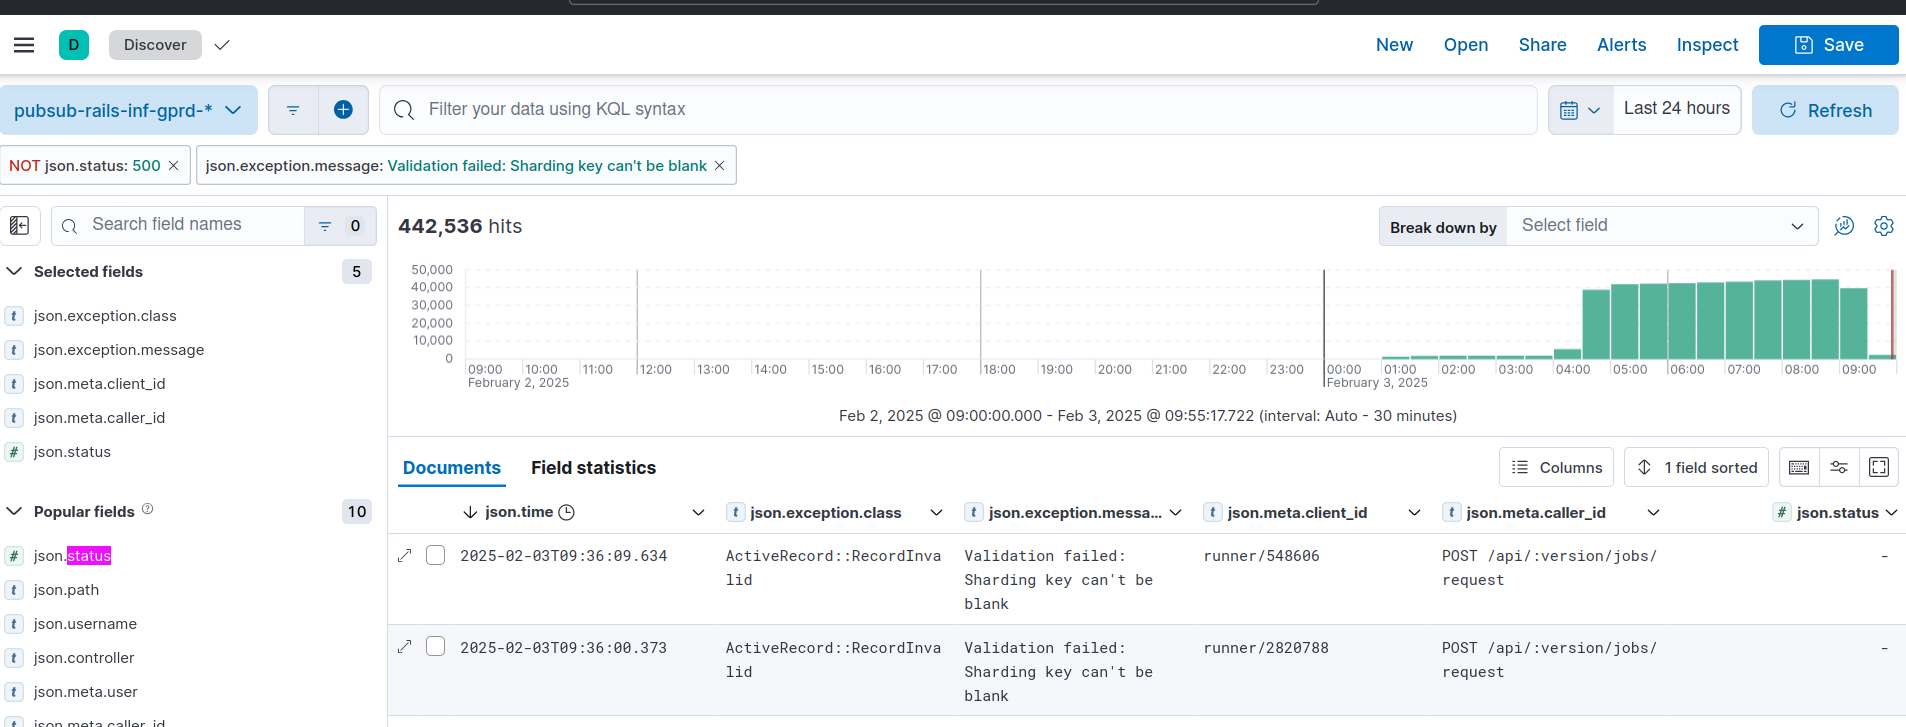 D Discover New Open Share Alerts Inspect Save
pubsub-rails-inf-gprd-* Filter your data using KQL syntax Last 24 hours Refresh
NOT json.status: 500 json.exception.message: Validation failed: Sharding key can't be blank
Search field names 0
Selected fields 5
t json.exception.class
t json.exception.message
t json.meta.client_id
t json.meta.caller_id
# json.status
Popular fields 10
# json.status
t json.path
t json.username
t json.controller
t json.meta.user
t json.meta.caller_id
442,536 hits Break down by Select field
50,000
40,000
30,000
20,000
10,000
0
09:00 10:00 11:00 12:00 13:00 14:00 15:00 16:00 17:00 18:00 19:00 20:00 21:00 22:00 23:00 00:00 01:00 02:00 03:00 04:00 05:00 06:00 07:00 08:00 09:00
February 2, 2025 February 3, 2025
Feb 2, 2025 @ 09:00:00.000 - Feb 3, 2025 @ 09:55:17.722 (interval: Auto - 30 minutes)
Documents Field statistics Columns 1 field sorted
json.time t json.exception.class t json.exception.messa... t json.meta.client_id t json.meta.caller_id # json.status
2025-02-03T09:36:09.634 ActiveRecord::RecordInva Validation failed: runner/548606 POST /api/:version/jobs/ -
lid Sharding key can't be request
blank
2025-02-03T09:36:00.373 ActiveRecord::RecordInva Validation failed: runner/2820788 POST /api/:version/jobs/ -
lid Sharding key can't be request
blank